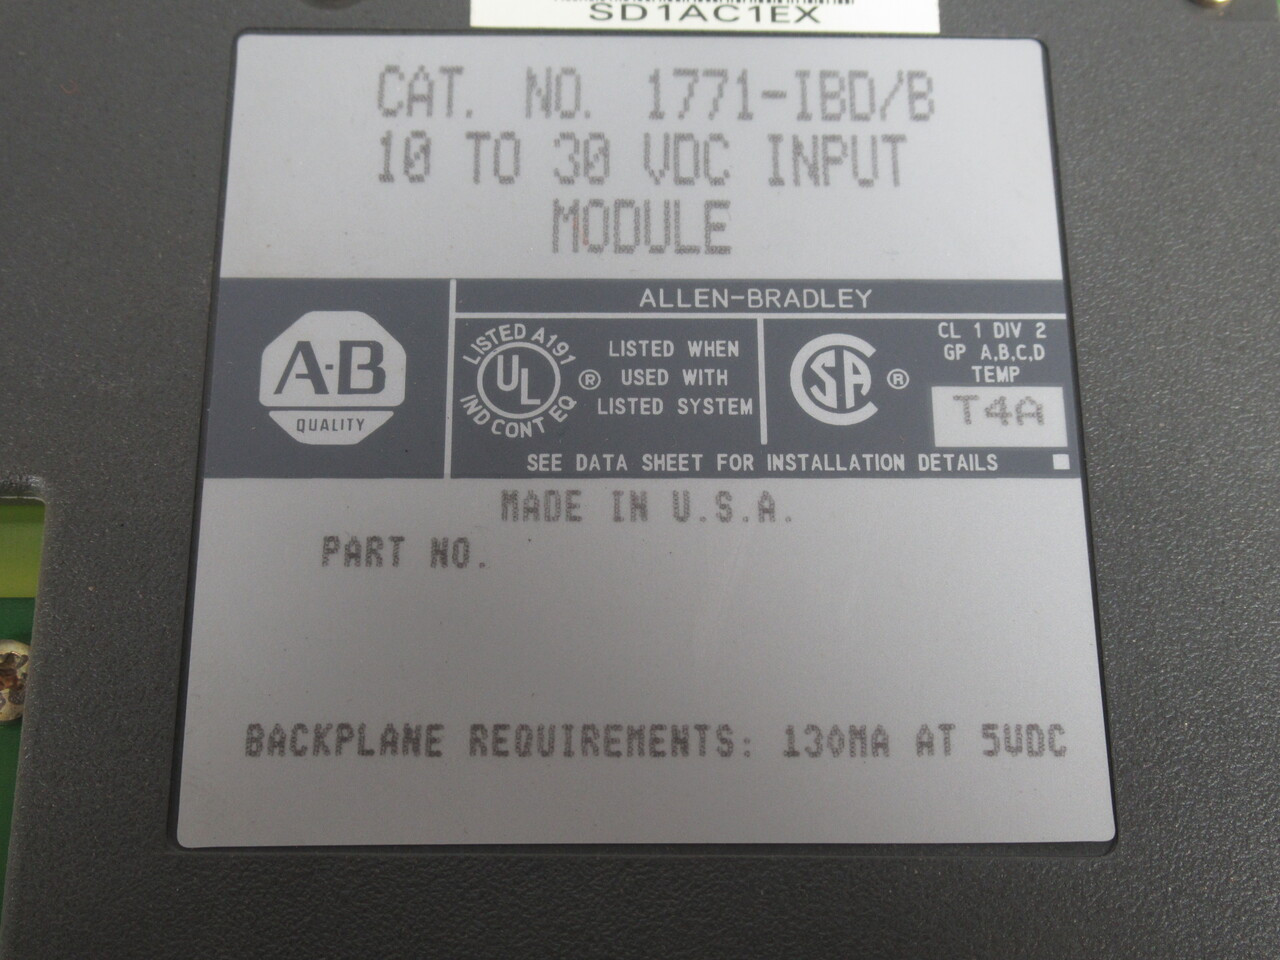 SD1AC1EX
CAT. NO. 1771-IBD/B
10 TO 30 VDC INPUT
MODULE
ALLEN-BRADLEY
A-B
QUALITY
LISTED A191
UL
IND CONT EQ
®
LISTED WHEN
USED WITH
LISTED SYSTEM
SA
®
CL 1 DIV 2
GP A,B,C,D
TEMP
T4A
SEE DATA SHEET FOR INSTALLATION DETAILS
MADE IN U.S.A.
PART NO.
BACKPLANE REQUIREMENTS: 130MA AT 5VDC